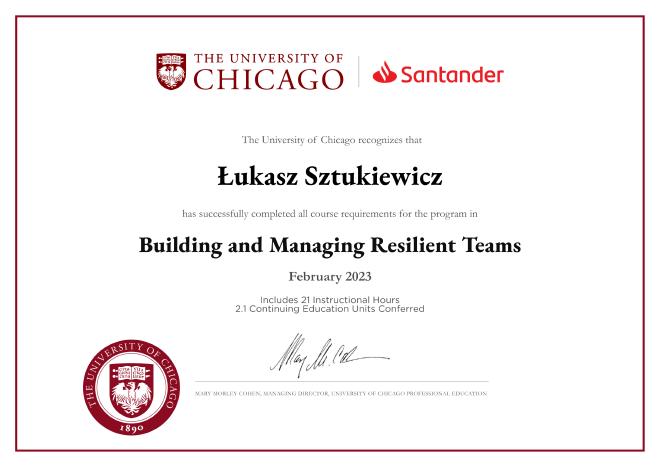 THE UNIVERSITY OF
CHICAGO
Santander
The University of Chicago recognizes that
Łukasz Sztukiewicz
has successfully completed all course requirements for the program in
Building and Managing Resilient Teams
February 2023
Includes 21 Instructional Hours
2.1 Continuing Education Units Conferred
MARY MORLEY COHEN, MANAGING DIRECTOR, UNIVERSITY OF CHICAGO PROFESSIONAL EDUCATION
THE UNIVERSITY OF CHICAGO
1890